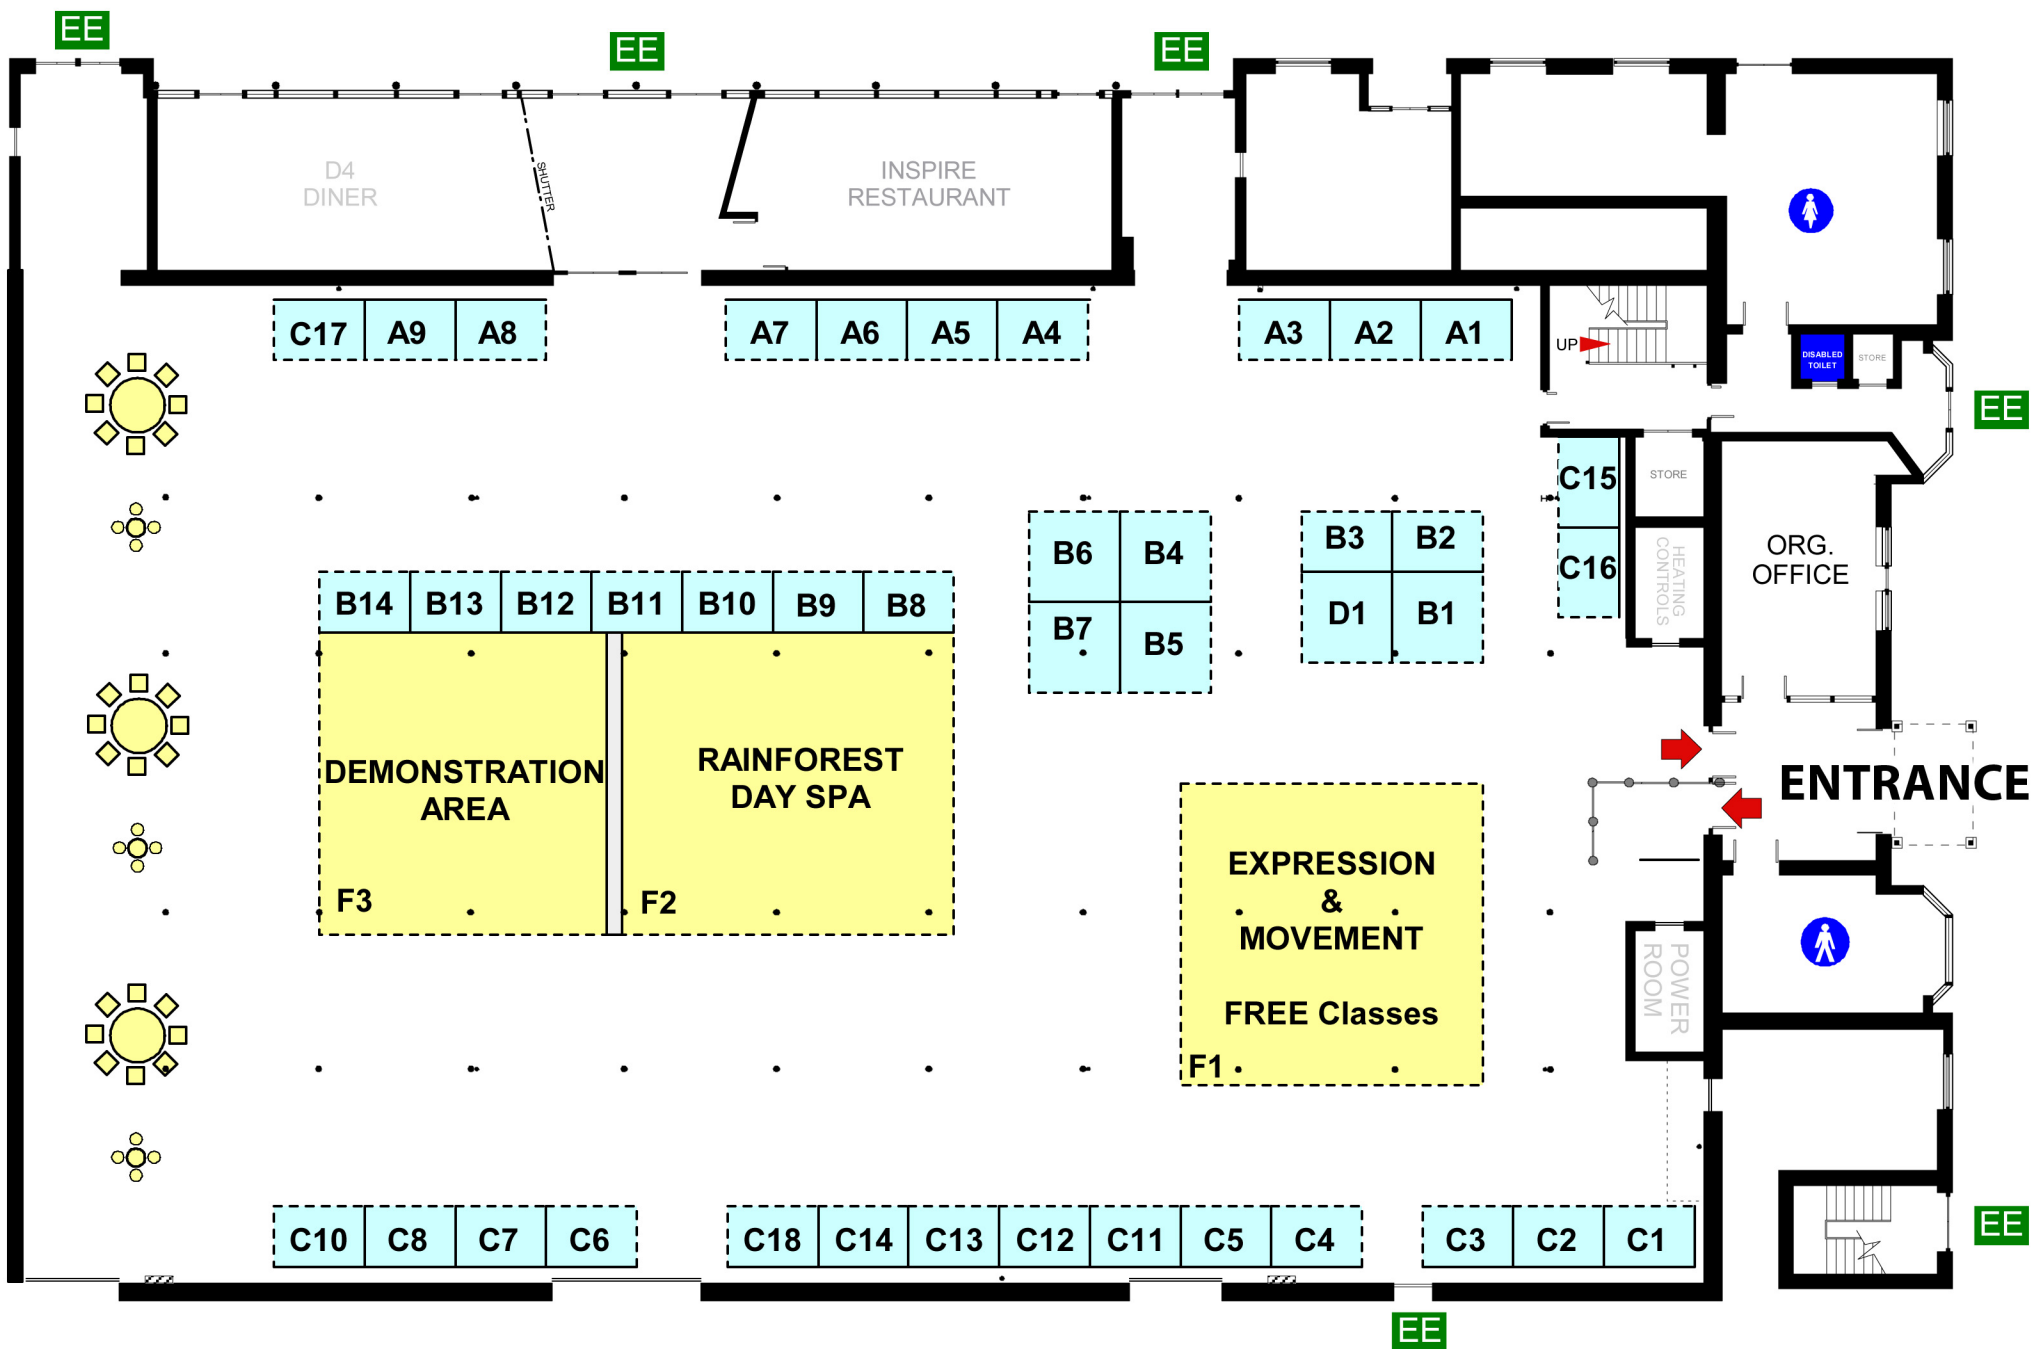 EE
EE
EE
D4
DINER
SHUTTER
INSPIRE
RESTAURANT
C17 A9 A8
A7 A6 A5 A4
A3 A2 A1
UP
DISABLED
TOILET
STORE
EE
C15
STORE
C16
HEATING
CONTROLS
ORG.
OFFICE
B6 B4
B7 B5
B3 B2
D1 B1
B14 B13 B12 B11 B10 B9 B8
DEMONSTRATION
AREA
F3
RAINFOREST
DAY SPA
F2
ENTRANCE
EXPRESSION
&
MOVEMENT
FREE Classes
F1
POWER
ROOM
C10 C8 C7 C6
C18 C14 C13 C12 C11 C5 C4
C3 C2 C1
EE
EE